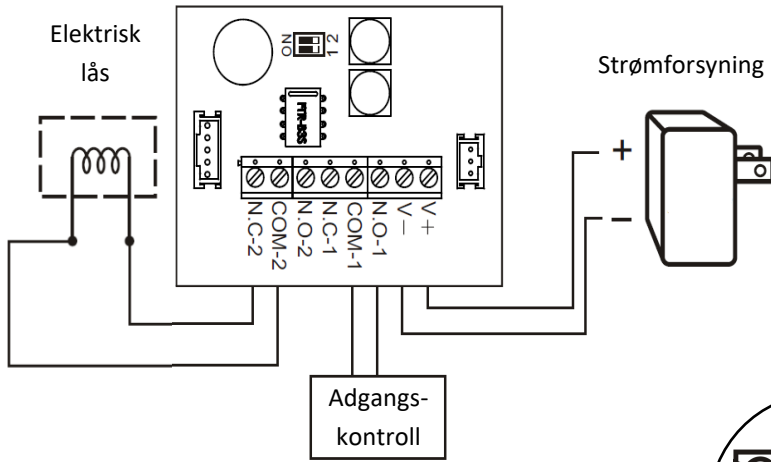 Elektrisk
lås
ON
1 2
Strømforsyning
+
−
N.C-2
COM-2
N.O-2
N.C-1
COM-1
N.O-1
V −
V +
Adgangs-
kontroll